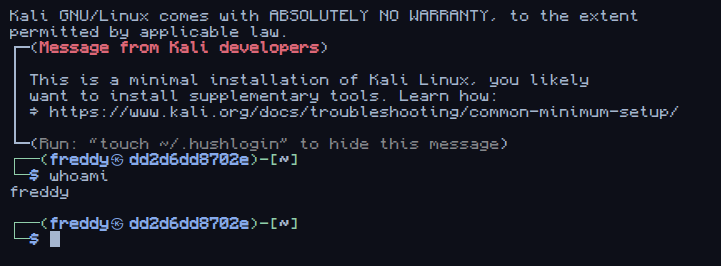 Kali GNU/Linux comes with ABSOLUTELY NO WARRANTY, to the extent
permitted by applicable law.
┏━(Message from Kali developers)
┃
┃ This is a minimal installation of Kali Linux, you likely
┃ want to install supplementary tools. Learn how:
┃ ⇒ https://www.kali.org/docs/troubleshooting/common-minimum-setup/
┃
┗━(Run: “touch ~/.hushlogin” to hide this message)
┌──(freddy㉿dd2d6dd8702e)-[~]
└─$ whoami
freddy
┌──(freddy㉿dd2d6dd8702e)-[~]
└─$